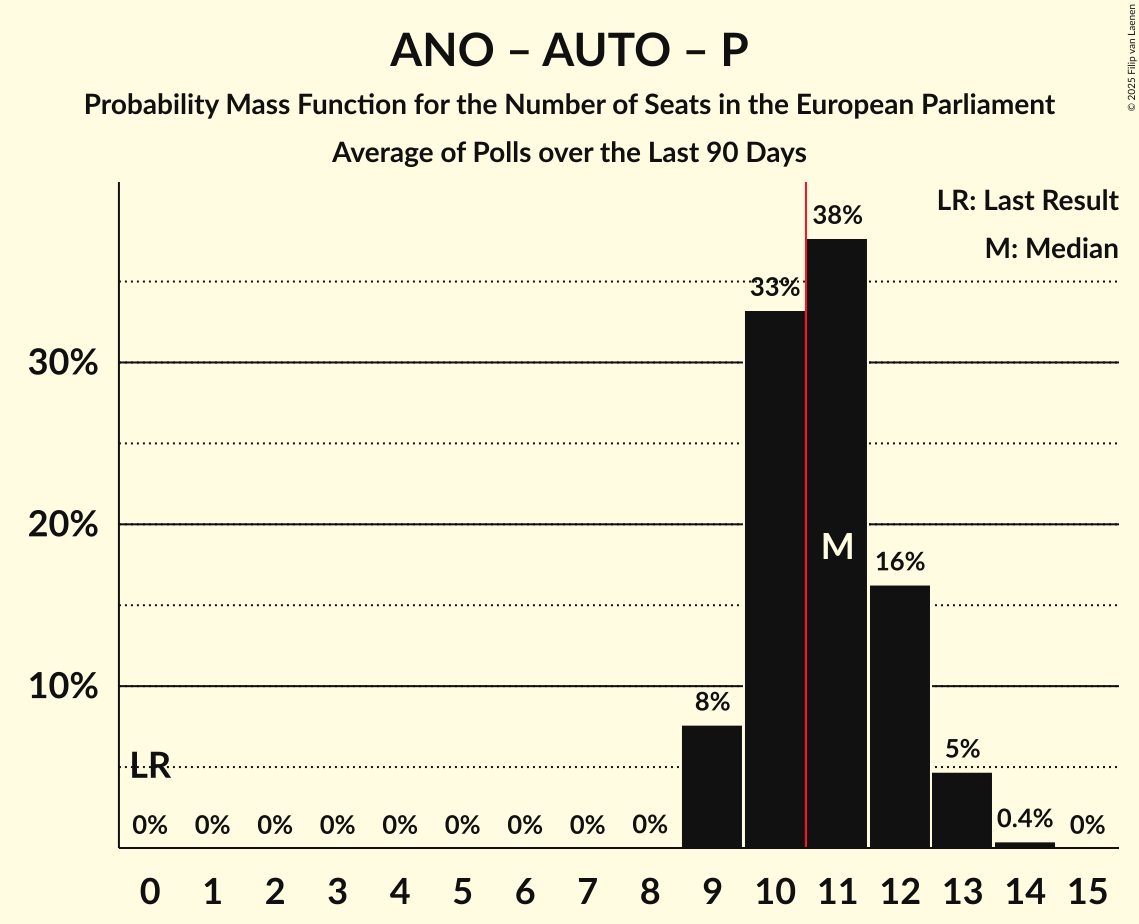 ANO – AUTO – P
Probability Mass Function for the Number of Seats in the European Parliament
Average of Polls over the Last 90 Days
© 2025 Filip van Laenen
LR: Last Result
M: Median
38%
33%
30%
20%
M
16%
10%
8%
LR
5%
0% 0% 0% 0% 0% 0% 0% 0% 0% 0.4% 0%
0 1 2 3 4 5 6 7 8 9 10 11 12 13 14 15